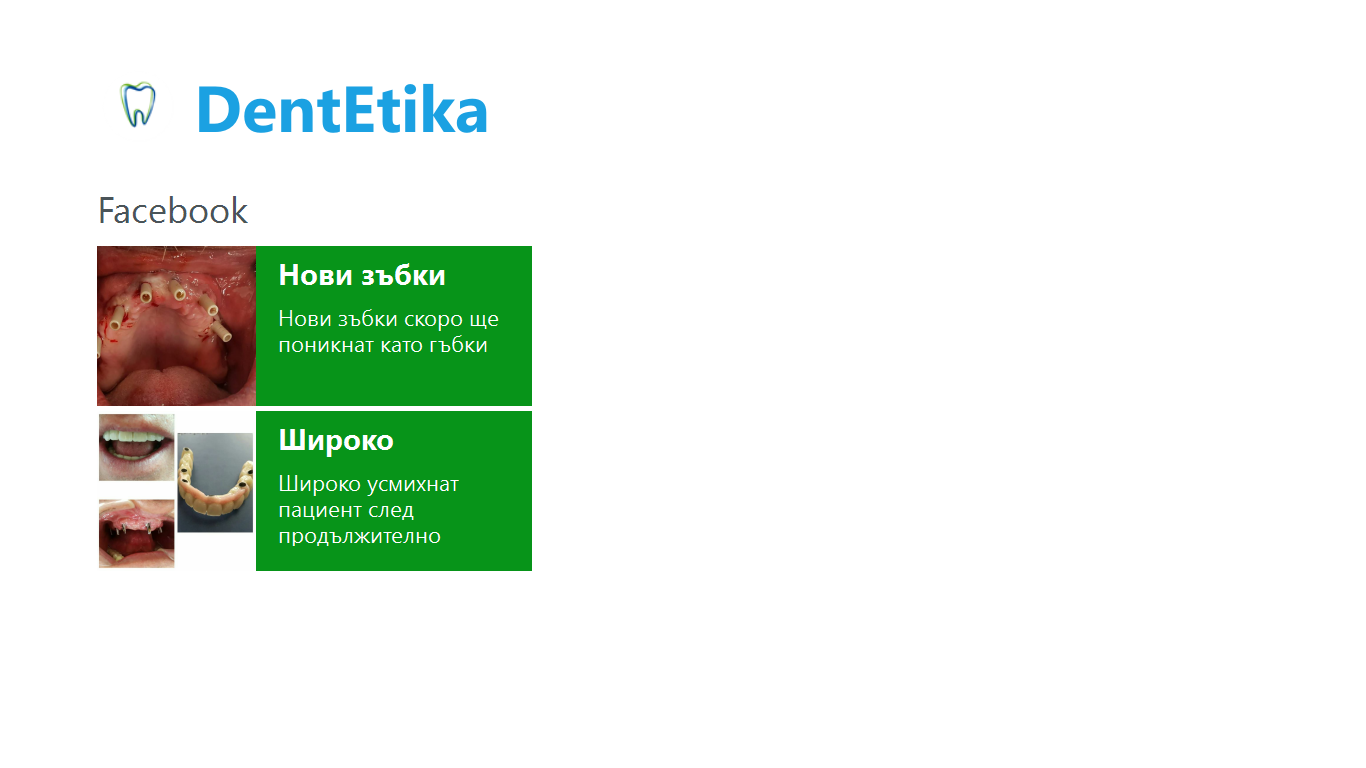 DentEtika
Facebook
Нови зъбки
Нови зъбки скоро ще
поникнат като гъбки
Широко
Широко усмихнат
пациент след
продължително